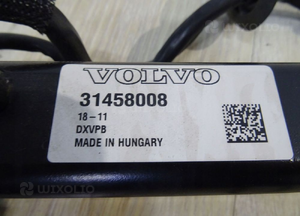 VOLVO
31458008
18-11
DXVPB
MADE IN HUNGARY